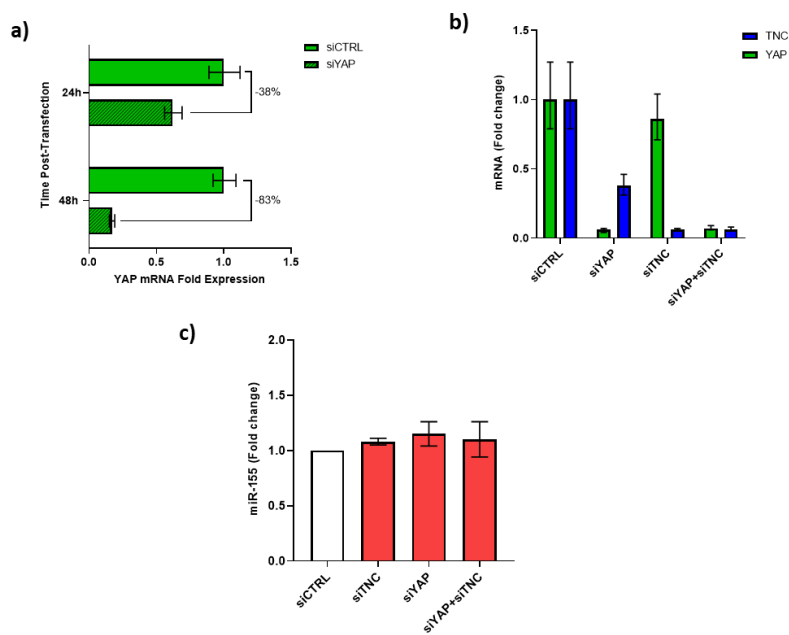 a)
siCTRL
siYAP
Time Post-Transfection
24h
-38%
48h
-83%
0.0 0.5 1.0 1.5
YAP mRNA Fold Expression
b)
TNC
YAP
mRNA (Fold change)
1.5
1.0
0.5
0.0
siCTRL
siYAP
siTNC
siYAP+siTNC
c)
miR-155 (Fold change)
2.0
1.5
1.0
0.5
0.0
siCTRL
siTNC
siYAP
siYAP+siTNC